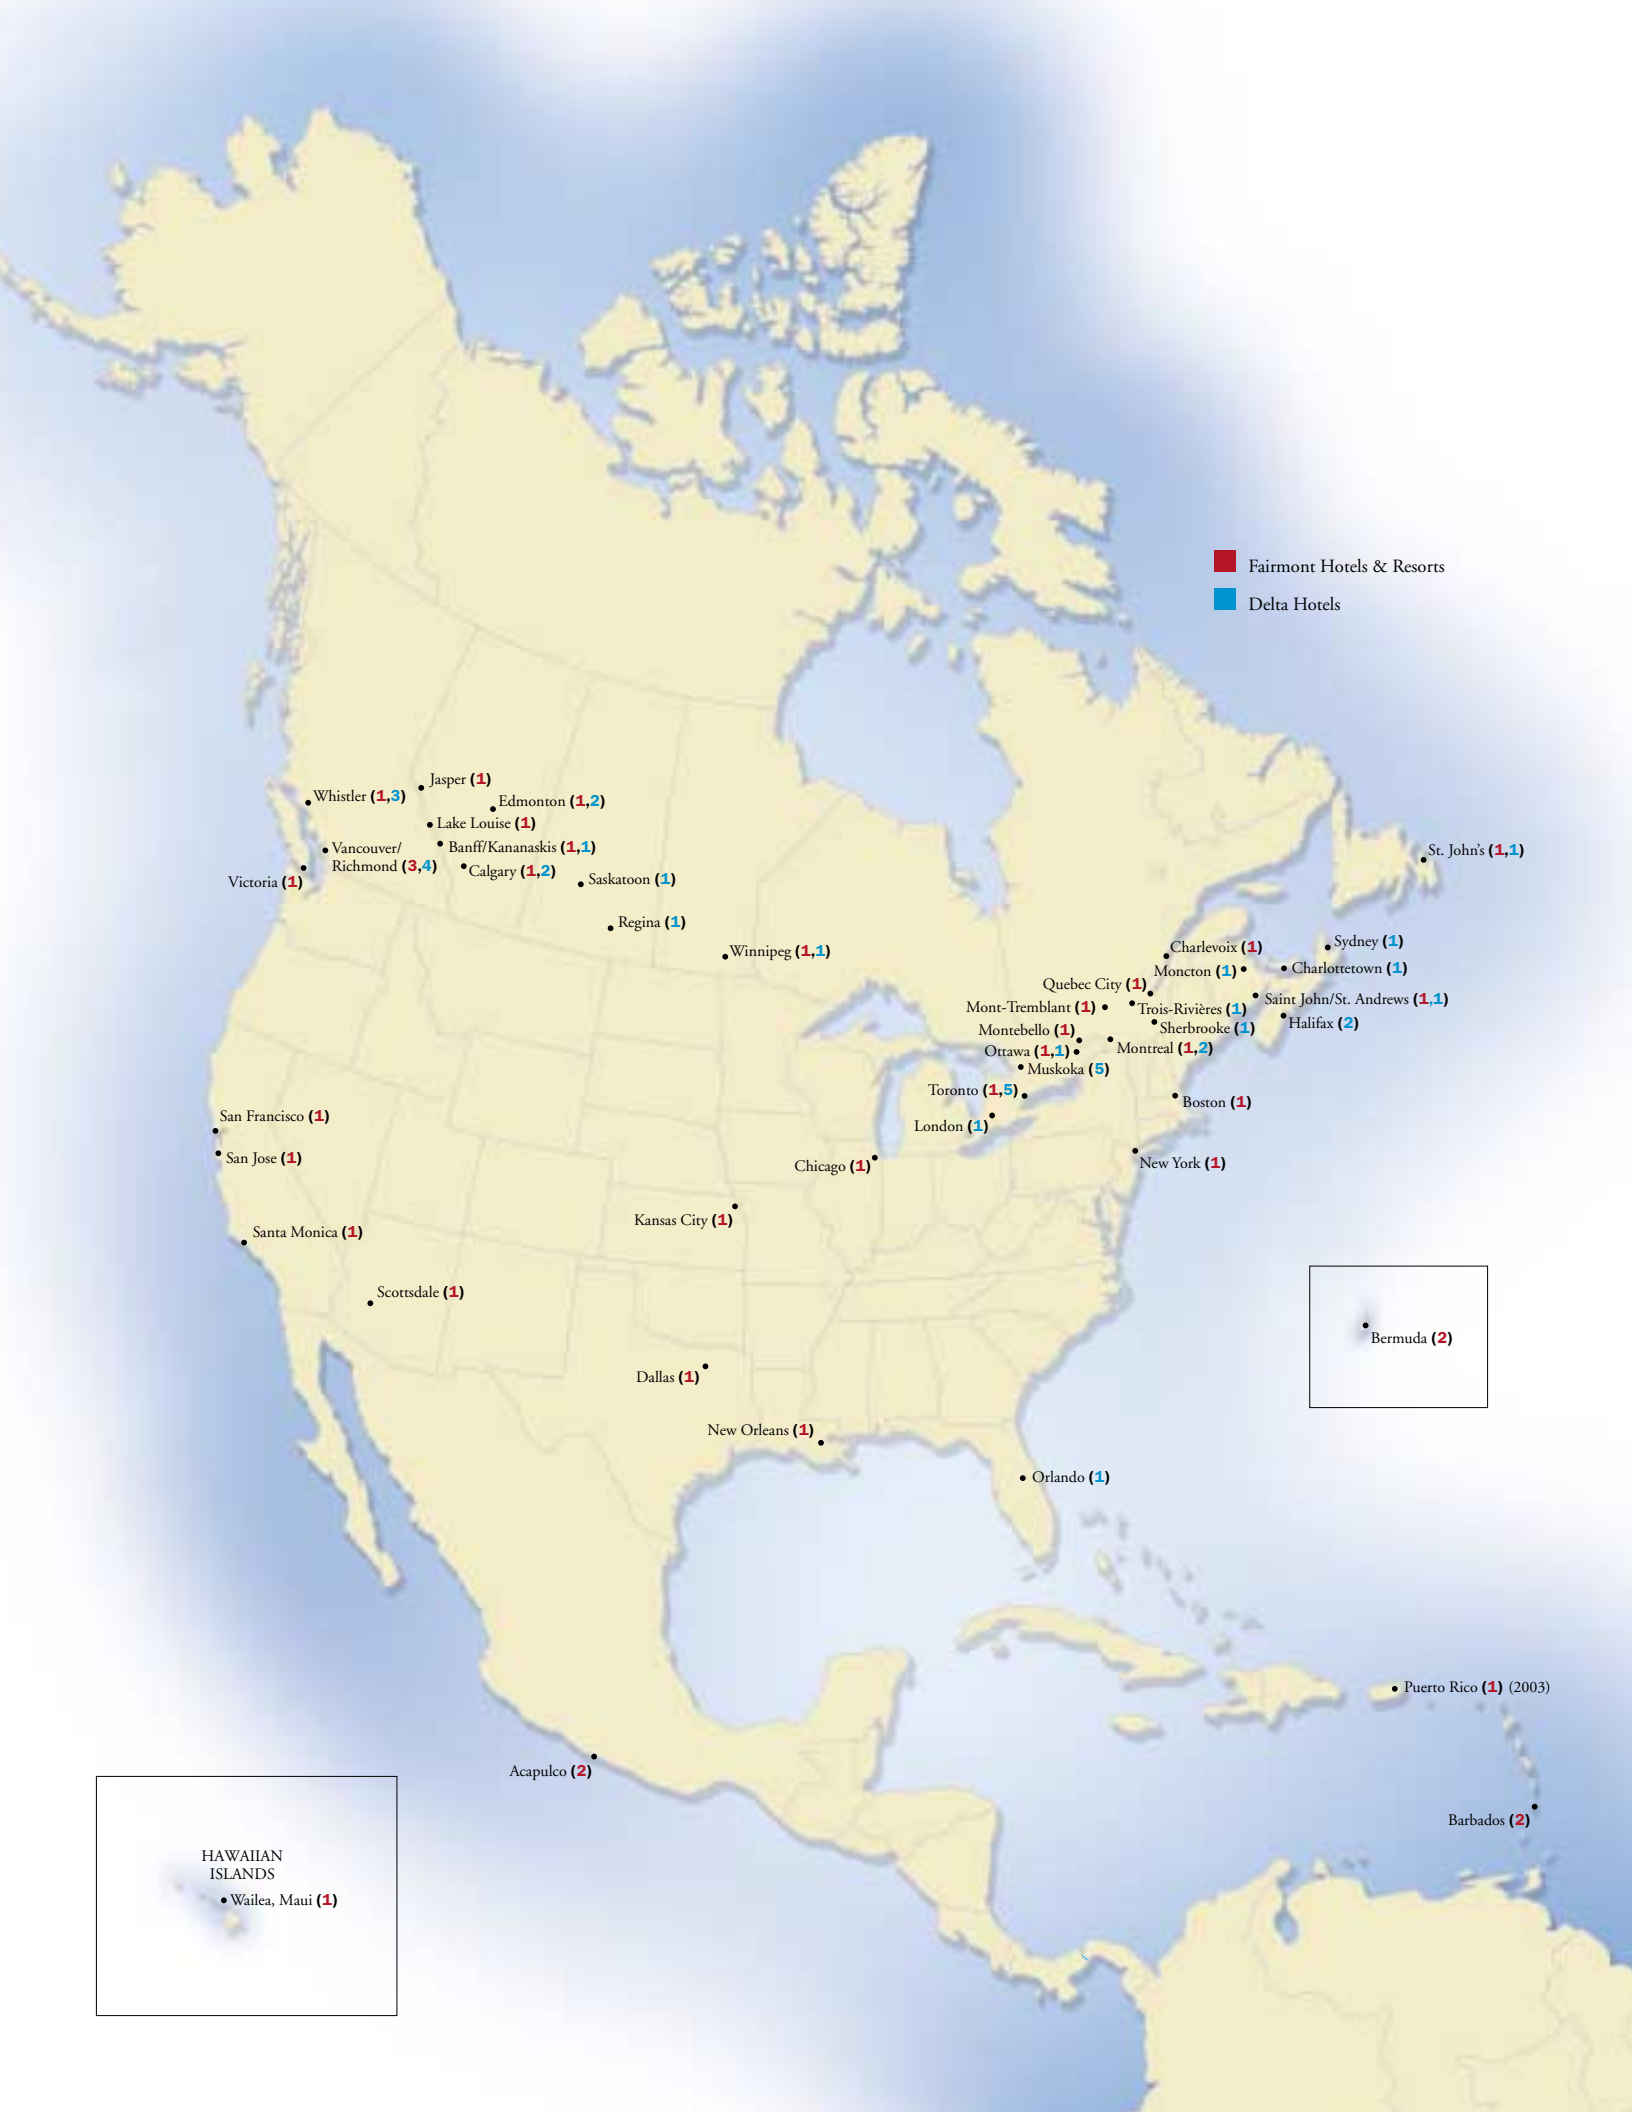 Fairmont Hotels & Resorts
Delta Hotels
Jasper (1)
Whistler (1,3)
Edmonton (1,2)
Lake Louise (1)
Vancouver/
Richmond (3,4)
Banff/Kananaskis (1,1)
Calgary (1,2)
Victoria (1)
Saskatoon (1)
Regina (1)
Winnipeg (1,1)
St. John's (1,1)
Charlevoix (1)
Sydney (1)
Moncton (1)
Charlottetown (1)
Quebec City (1)
Mont-Tremblant (1)
Trois-Rivières (1)
Saint John/St. Andrews (1,1)
Montebello (1)
Sherbrooke (1)
Halifax (2)
Ottawa (1,1)
Montreal (1,2)
Muskoka (5)
Toronto (1,5)
Boston (1)
London (1)
San Francisco (1)
San Jose (1)
Chicago (1)
New York (1)
Kansas City (1)
Santa Monica (1)
Scottsdale (1)
Bermuda (2)
Dallas (1)
New Orleans (1)
Orlando (1)
Puerto Rico (1) (2003)
Acapulco (2)
Barbados (2)
HAWAIIAN
ISLANDS
Wailea, Maui (1)